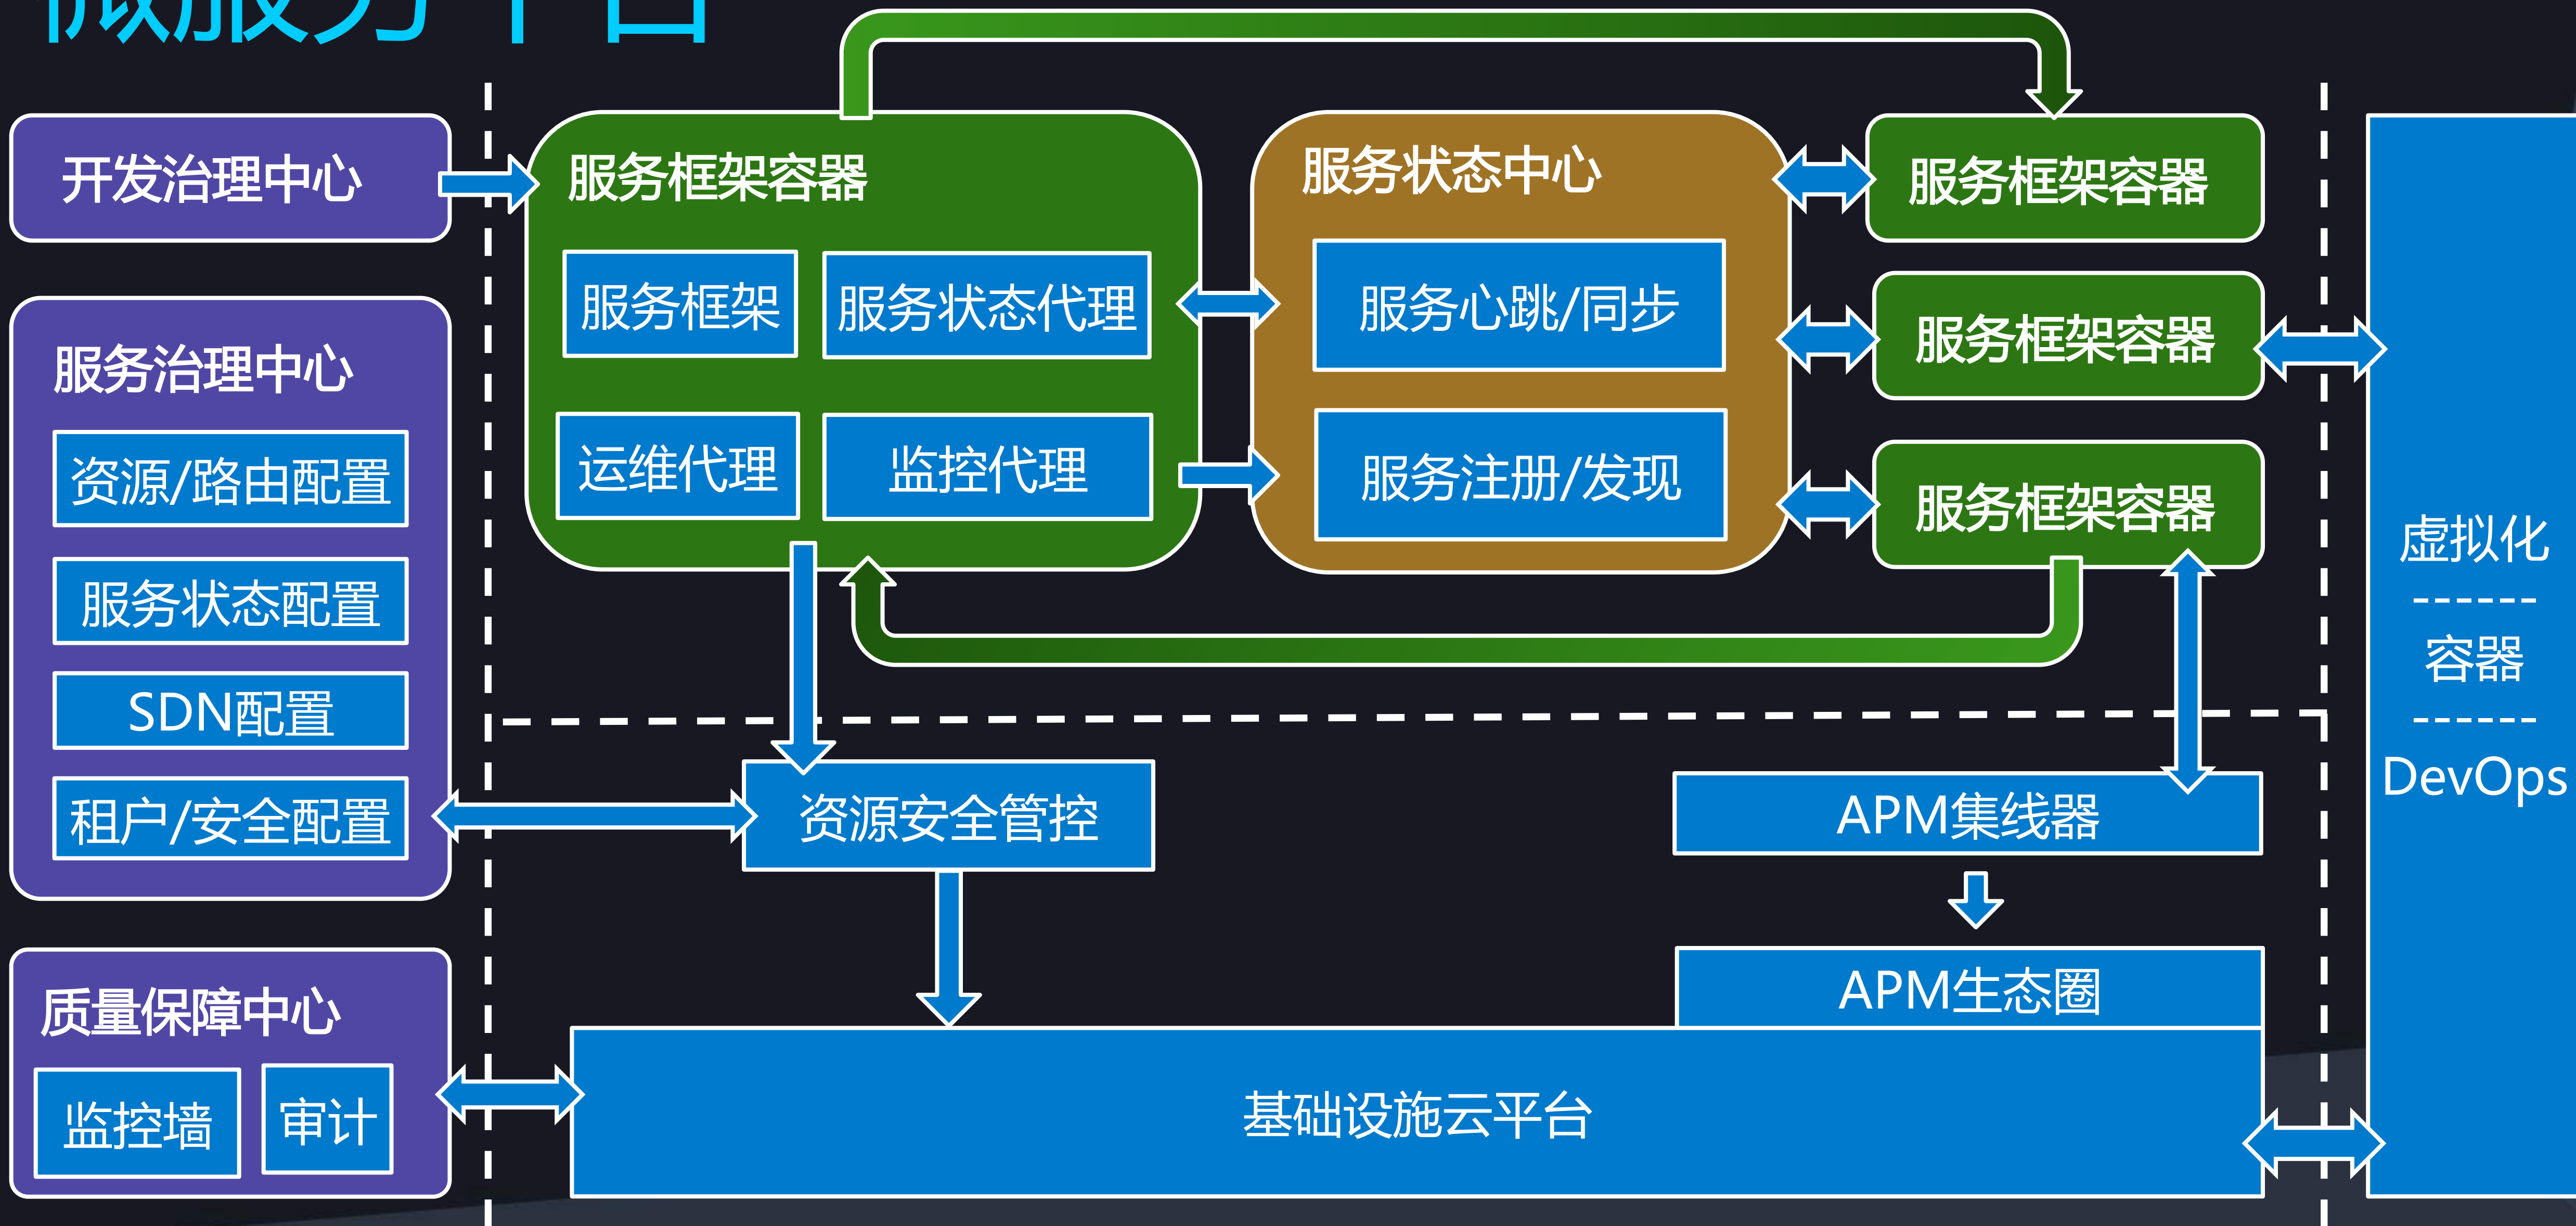 微服务平台
开发治理中心
服务治理中心
资源/路由配置
服务状态配置
SDN配置
租户/安全配置
质量保障中心
监控墙
审计
服务框架容器
服务框架
服务状态代理
运维代理
监控代理
服务状态中心
服务心跳/同步
服务注册/发现
服务框架容器
服务框架容器
服务框架容器
资源安全管控
APM集线器
APM生态圈
基础设施云平台
虚拟化
容器
DevOps